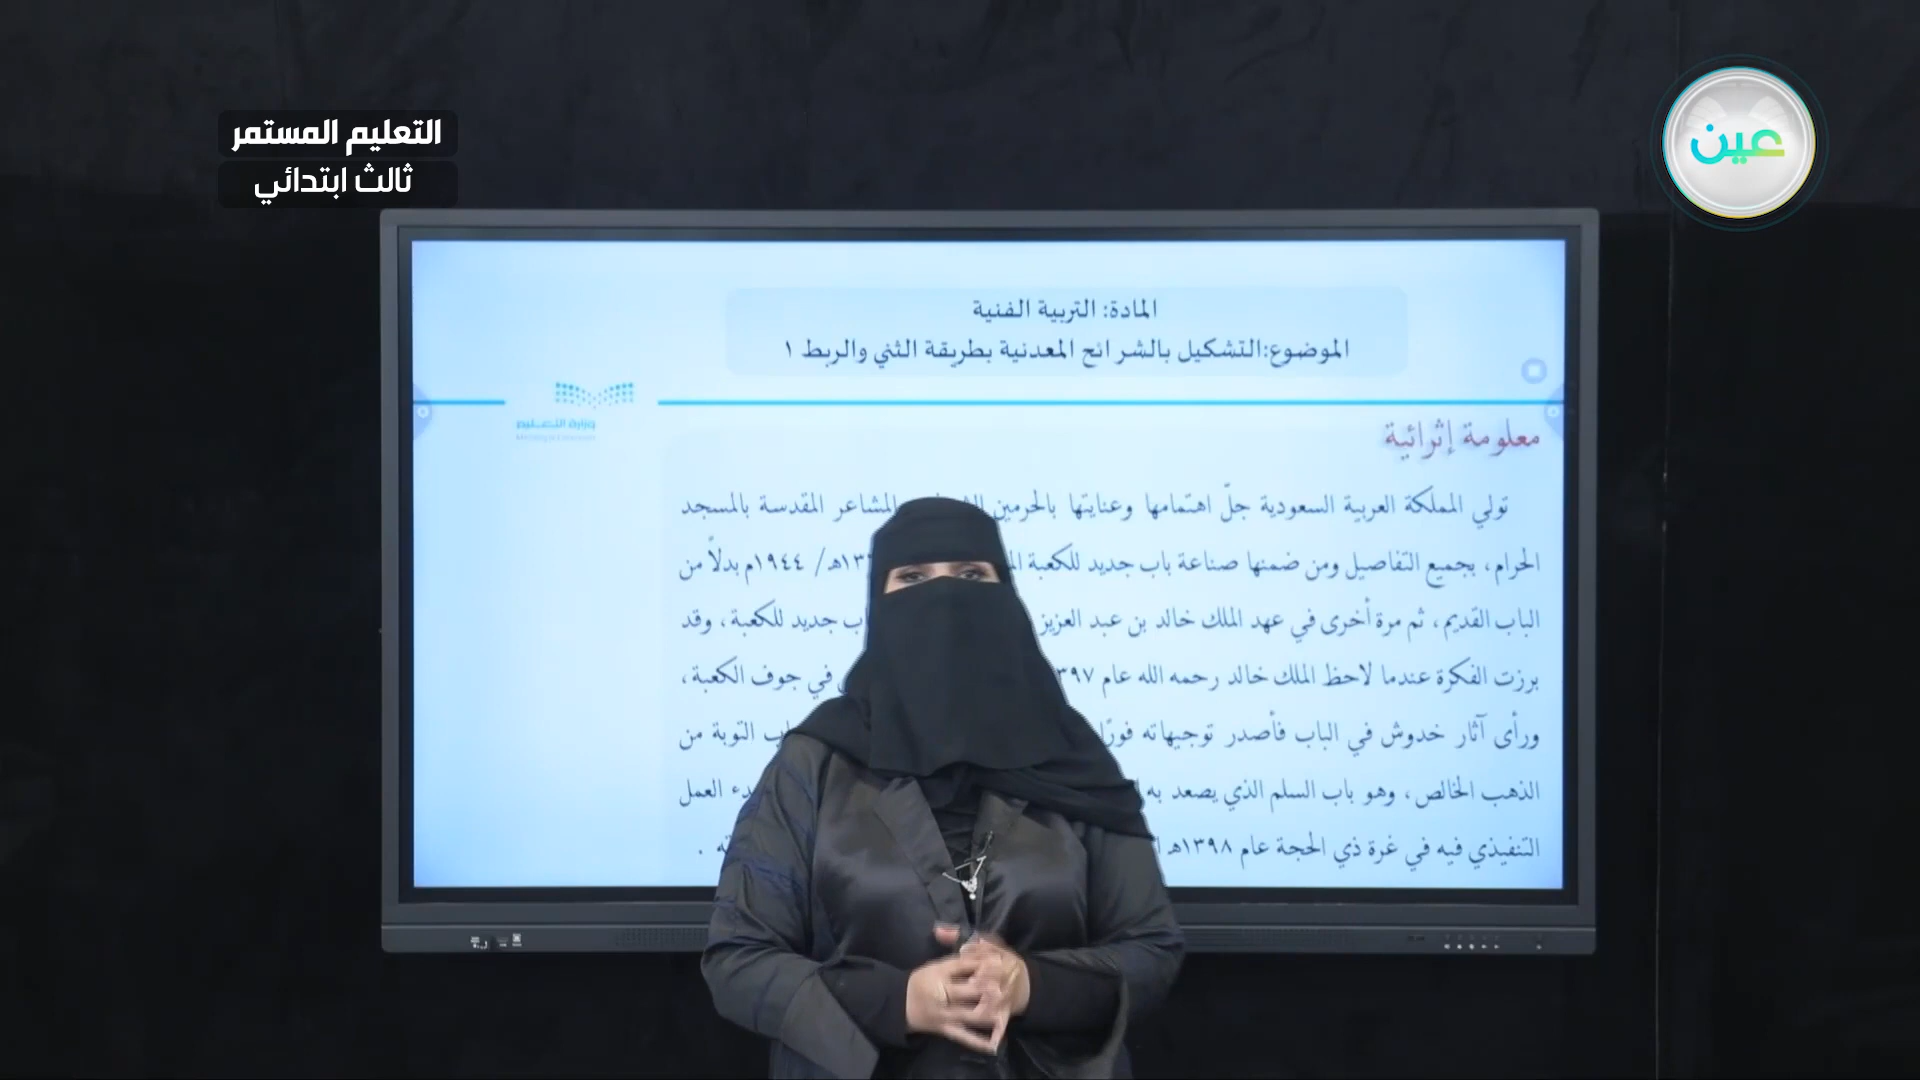 التعليم المستمر
ثالث ابتدائي
عين
المادة: التربية الفنية
الموضوع:التشكيل بالشرائح المعدنية بطريقة الثني والربط ١
وزارة التعليم
معلومة إثرائية
تولي المملكة العربية السعودية جلّ اهتمامها وعنايتها بالحرمين المشاعر المقدسة بالمسجد
الحرام، بجميع التفاصيل ومن ضمنها صناعة باب جديد للكعبة ١٩٤٤م بدلاً من
الباب القديم، ثم مرة أخرى في عهد الملك خالد بن عبد العزيز جديد للكعبة، وقد
برزت الفكرة عندما لاحظ الملك خالد رحمه الله عام في جوف الكعبة،
ورأى آثار خدوش في الباب فأصدر توجيهاته فورًا التوبة من
الذهب الخالص، وهو باب السلم الذي يصعد به العمل
التنفيذي فيه في غرة ذي الحجة عام ١٣٩٨هـ .